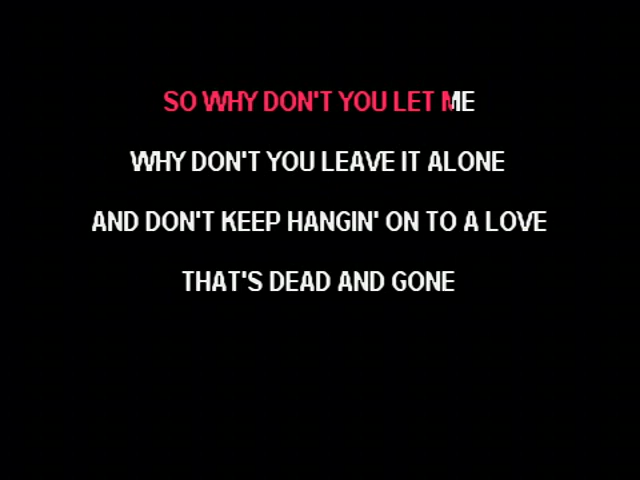 SO WHY DON'T YOU LET ME
WHY DON'T YOU LEAVE IT ALONE
AND DON'T KEEP HANGIN' ON TO A LOVE
THAT'S DEAD AND GONE